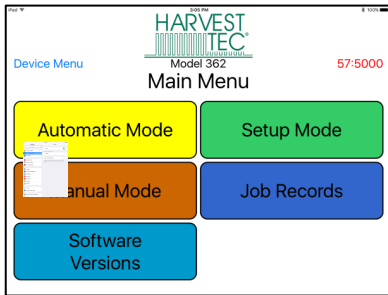 iPad
3:05 PM
100%
HARVEST
TEC
Device Menu
Model 362
57:5000
Main Menu
Automatic Mode
Setup Mode
anual Mode
Job Records
Software
Versions